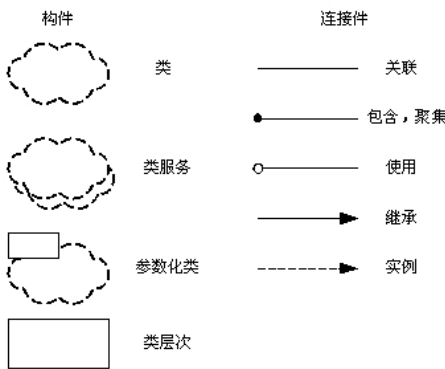 构件 连接件
类 关联
包含，聚集
类服务 使用
继承
参数化类 实例
类层次